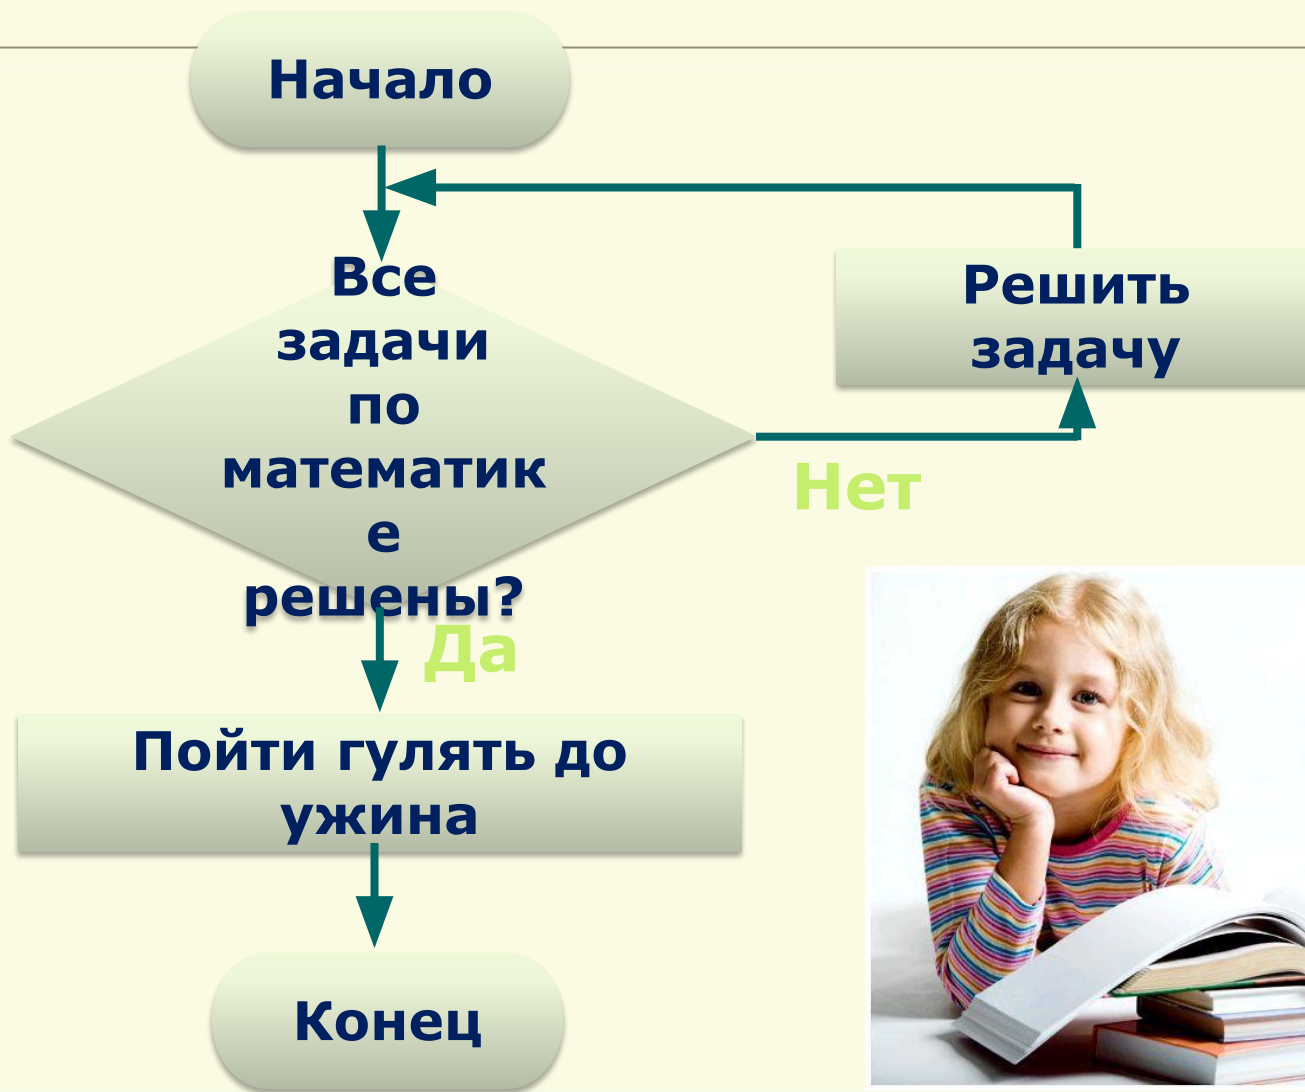 Начало
Все
задачи
по
математик
е
решены?
Решить
задачу
Нет
Да
Пойти гулять до
ужина
Конец